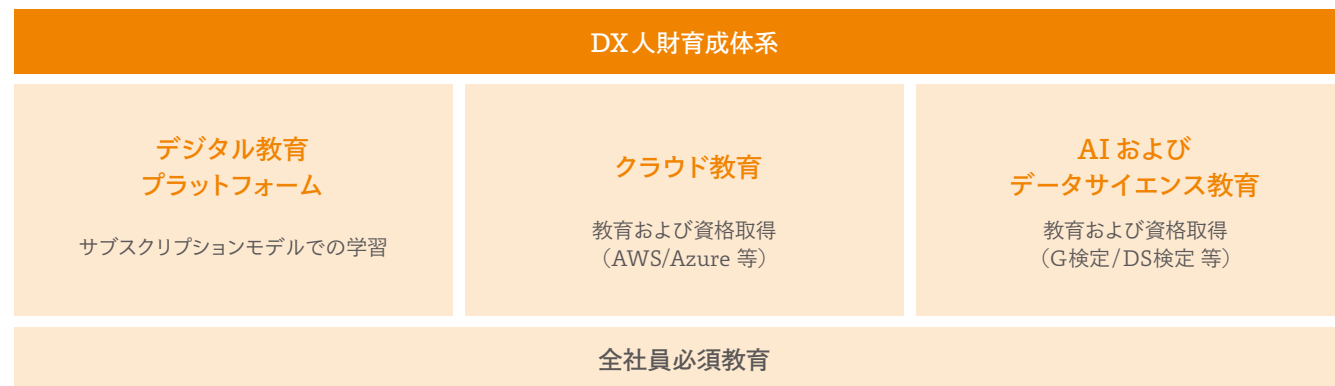 DX人財育成体系
デジタル教育
プラットフォーム
サブスクリプションモデルでの学習
クラウド教育
教育および資格取得
（AWS/Azure 等）
AI および
データサイエンス教育
教育および資格取得
（G検定/DS検定 等）
全社員必須教育